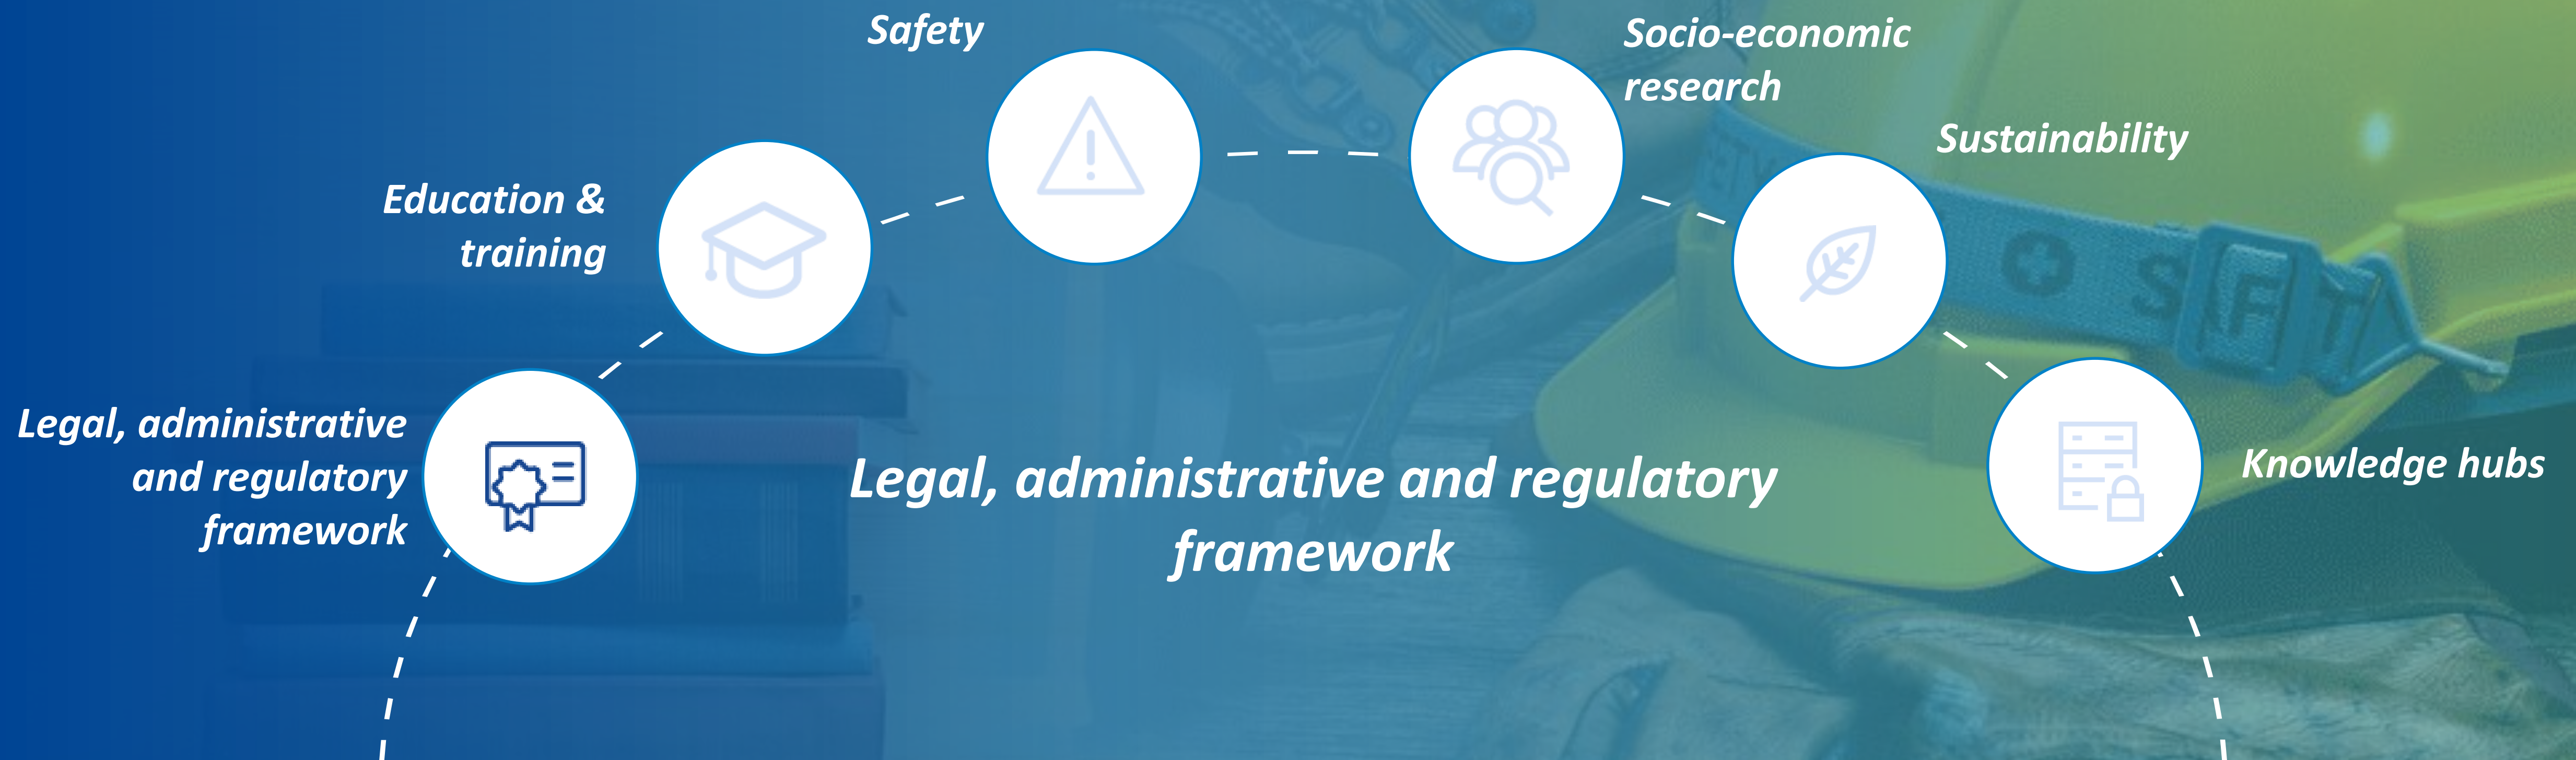 Safety
Socio-economic
research
Sustainability
Education &
training
Legal, administrative
and regulatory
framework
Legal, administrative and regulatory
framework
Knowledge hubs
SAFETY